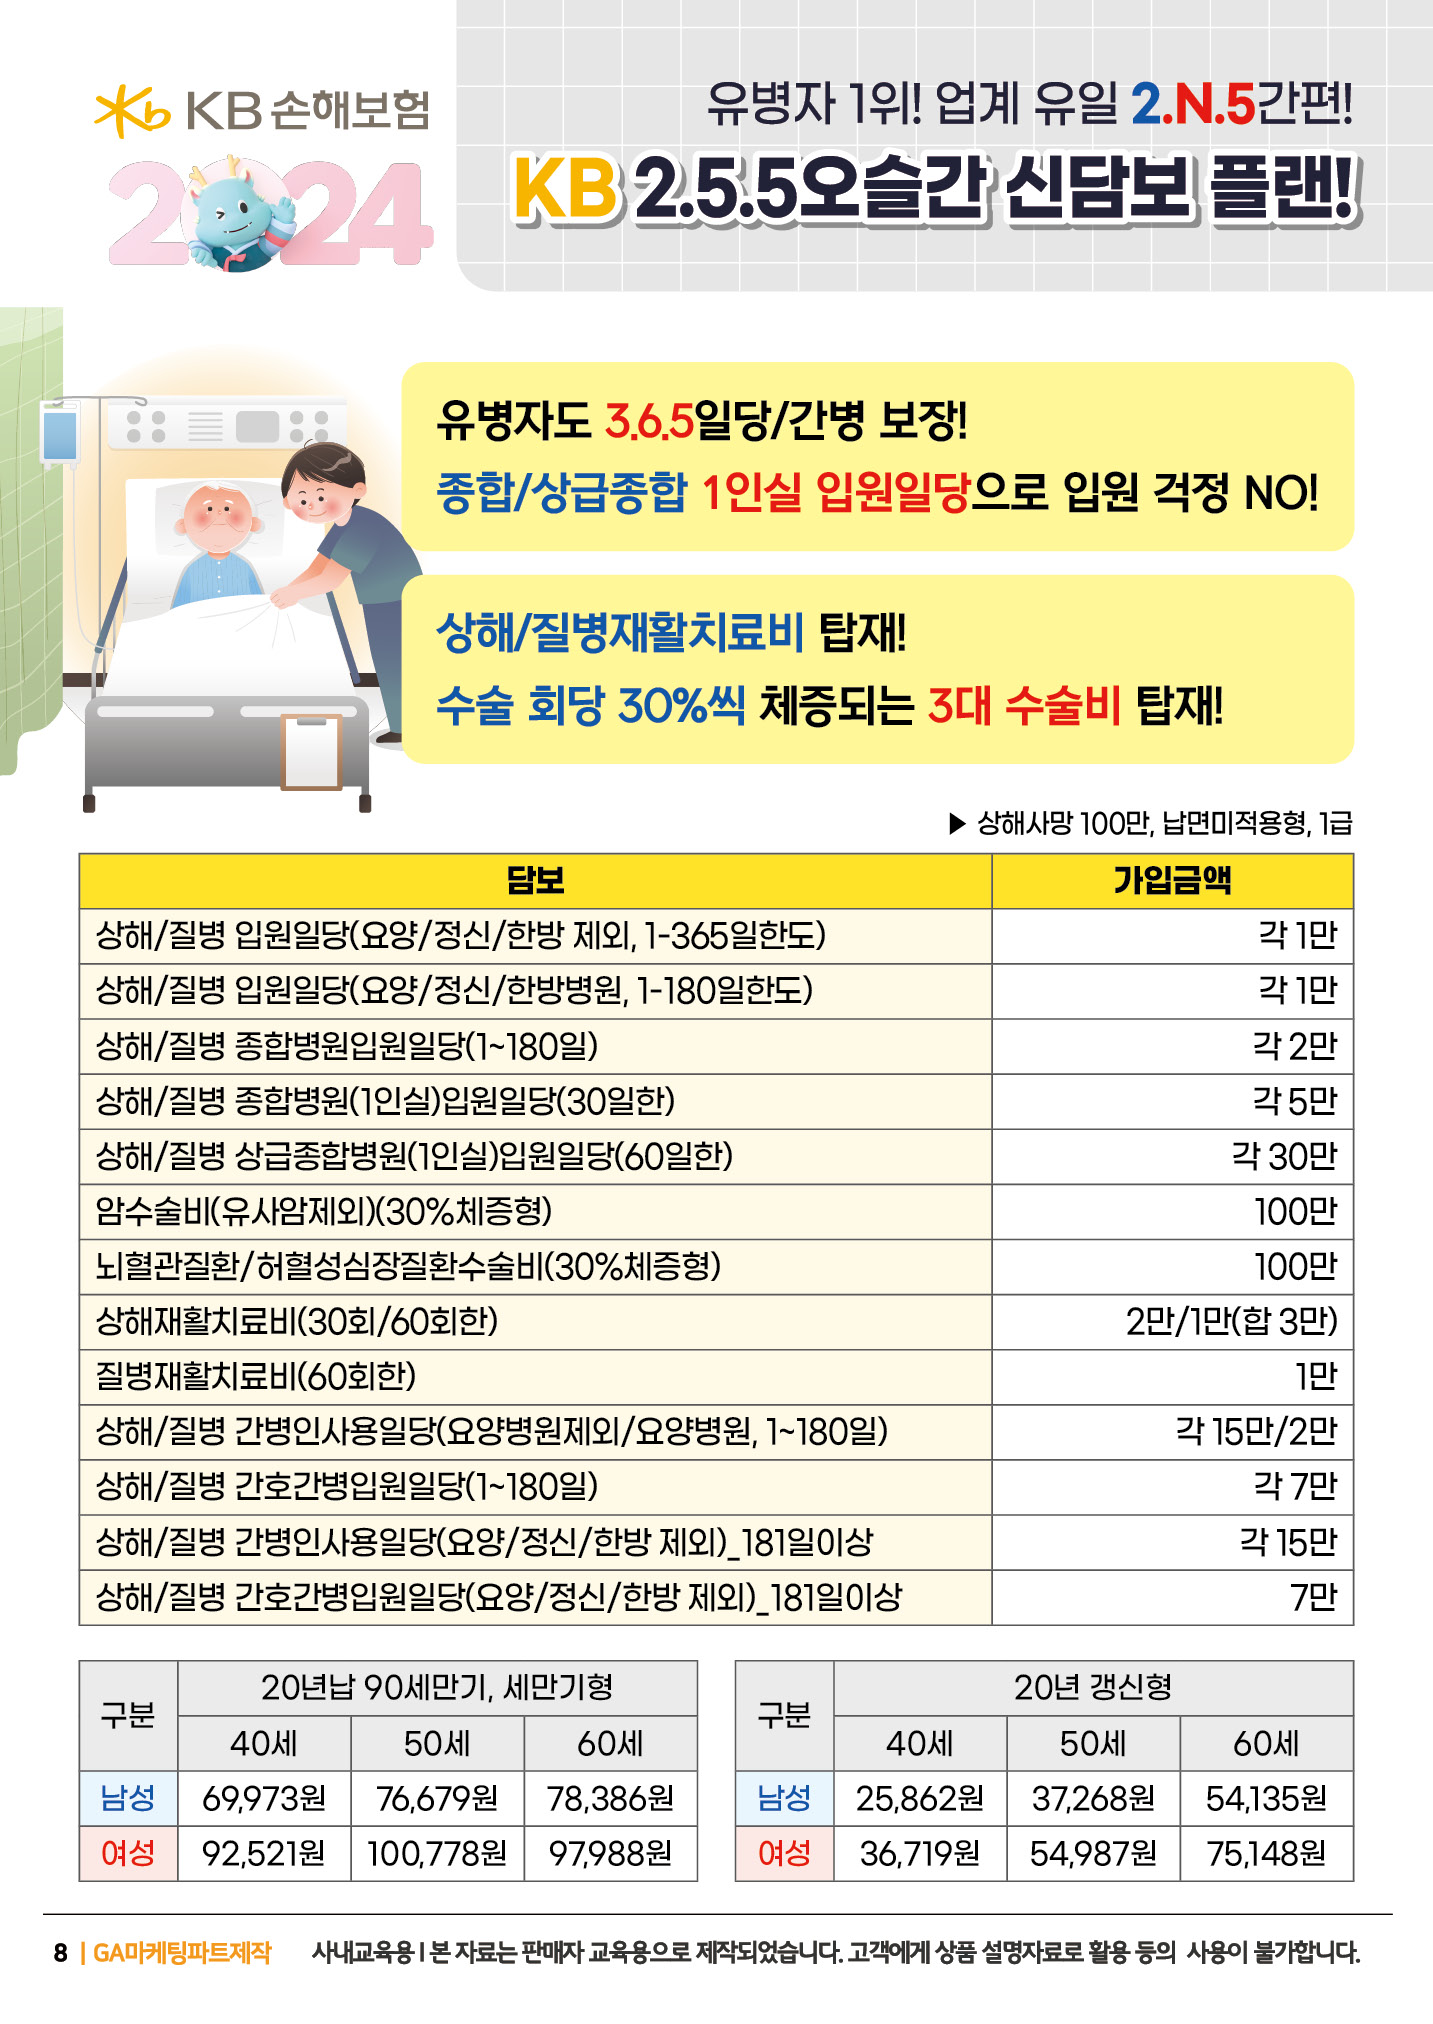 KB 손해보험
2024
유병자 1위! 업계 유일 2.N.5간편!
KB 2.5.5오슬간 신담보 플랜!
유병자도 3.6.5일당/간병 보장!
종합/상급종합 1인실 입원일당으로 입원 걱정 NO!
상해/질병재활치료비 탑재!
수술 회당 30%씩 체증되는 3대 수술비 탑재!
▶ 상해사망 100만, 납면미적용형, 1급
담보 가입금액
상해/질병 입원일당(요양/정신/한방 제외, 1-365일한도) 각 1만
상해/질병 입원일당(요양/정신/한방병원, 1-180일한도) 각 1만
상해/질병 종합병원입원일당(1~180일) 각 2만
상해/질병 종합병원(1인실)입원일당(30일한) 각 5만
상해/질병 상급종합병원(1인실)입원일당(60일한) 각 30만
암수술비(유사암제외)(30%체증형) 100만
뇌혈관질환/허혈성심장질환수술비(30%체증형) 100만
상해재활치료비(30회/60회한) 2만/1만(합 3만)
질병재활치료비(60회한) 1만
상해/질병 간병인사용일당(요양병원제외/요양병원, 1~180일) 각 15만/2만
상해/질병 간호간병입원일당(1~180일) 각 7만
상해/질병 간병인사용일당(요양/정신/한방 제외)_181일이상 각 15만
상해/질병 간호간병입원일당(요양/정신/한방 제외)_181일이상 7만
구분 20년납 90세만기, 세만기형
40세 50세 60세
남성 69,973원 76,679원 78,386원
여성 92,521원 100,778원 97,988원
구분 20년 갱신형
40세 50세 60세
남성 25,862원 37,268원 54,135원
여성 36,719원 54,987원 75,148원
8 | GA마케팅파트제작 사내교육용 I 본 자료는 판매자 교육용으로 제작되었습니다. 고객에게 상품 설명자료로 활용 등의 사용이 불가합니다.